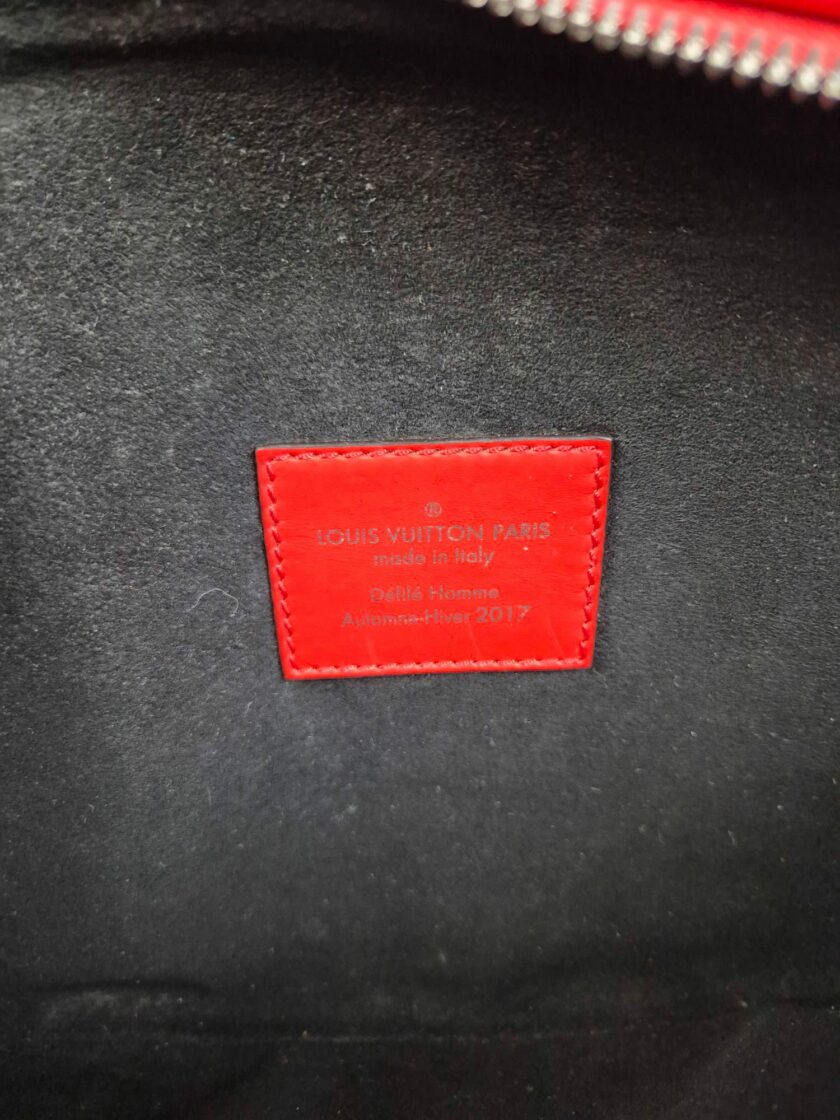 ®
LOUIS VUITTON PARIS
made in Italy
Défilé Homme
Automne-Hiver 2017